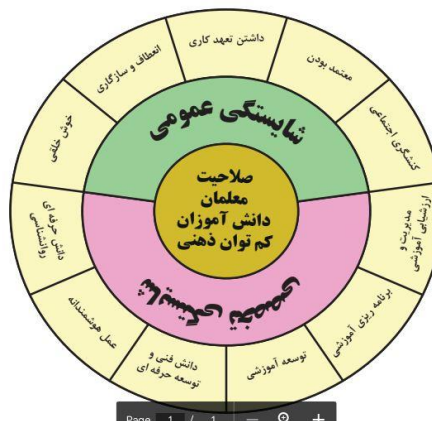 داشتن تعهد کاری
معتمد بودن
کنشگری اجتماعی
مدیریت و
ارزشیابی آموزشی
برنامه ریزی آموزشی
توسعه آموزشی
دانش فنی و
توسعه حرفه ای
عمل هوشمندانه
دانش حرفه ای
روانشناسی
خوش خلقی
انعطاف و سازگاری
شایستگی عمومی
صلاحیت
معلمان
دانش آموزان
کم توان ذهنی
شایستگی تخصصی
Page 1 / 1